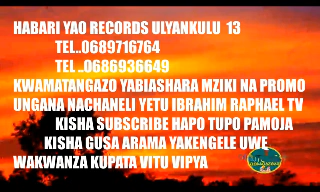 HABARI YAO RECORDS ULYANKULU 13
TEL..0689716764
TEL ..0686936649
KWAMATANGAZO YABIASHARA MZIKI NA PROMO
UNGANA NACHANELI YETU IBRAHIM RAPHAEL TV
KISHA SUBSCRIBE HAPO TUPO PAMOJA
KISHA GUSA ARAMA YAKENGELE UWE
WAKWANZA KUPATA VITU VIPYA